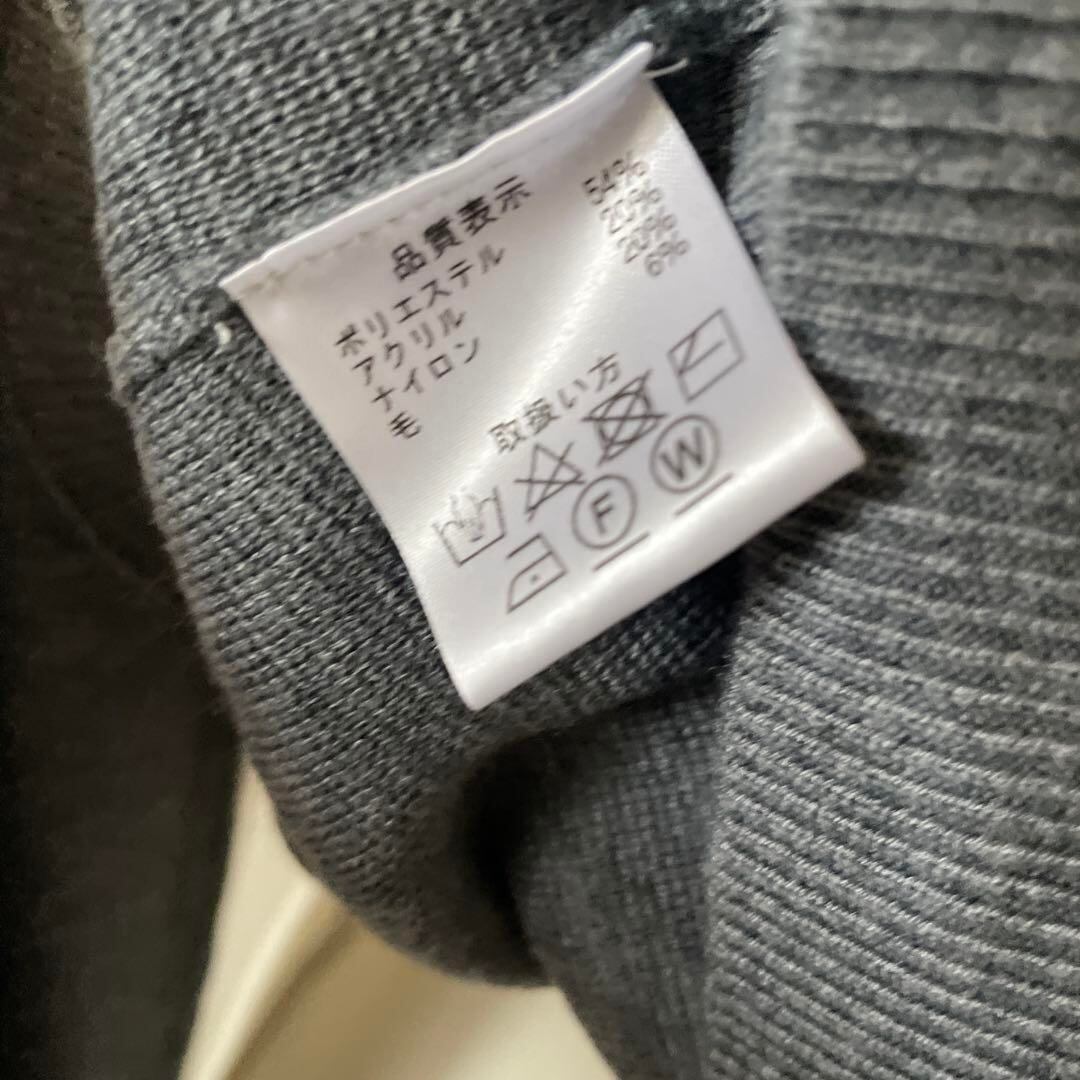 品質表示
ポリエステル 54%
アクリル 20%
ナイロン 20%
毛 6%
取扱い方
F W